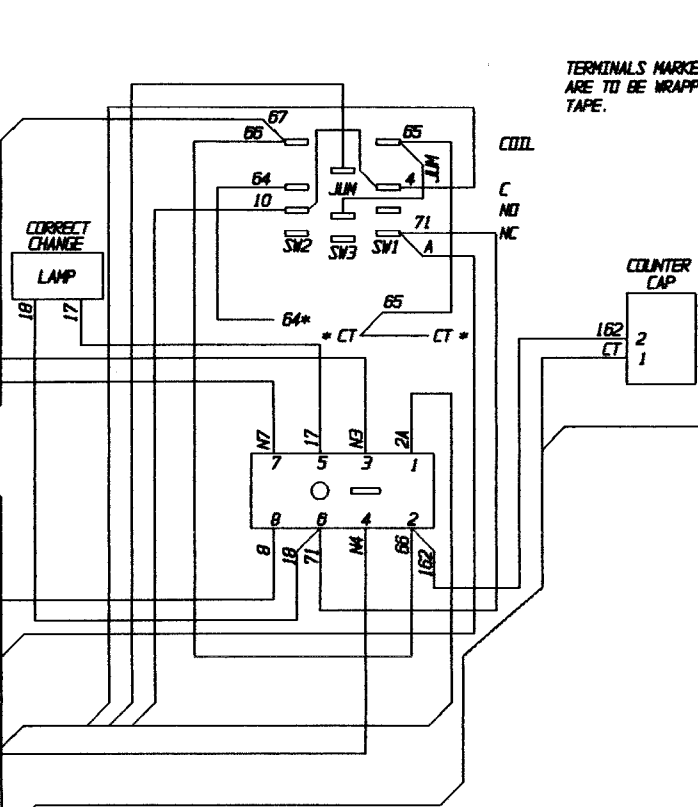 TERMINALS MARKE
ARE TO BE WRAPP
TAPE.
67
66
65
COIL
JUM
64
4
C
JUM
10
NO
71
NC
SW2
SW3
SW1
A
CORRECT
CHANGE
LAMP
COUNTER
CAP
18
17
65
64*
* CT
CT *
162
2
CT
1
N7
17
N3
2A
7
5
3
1
8
6
4
2
8
18
71
N4
66
162